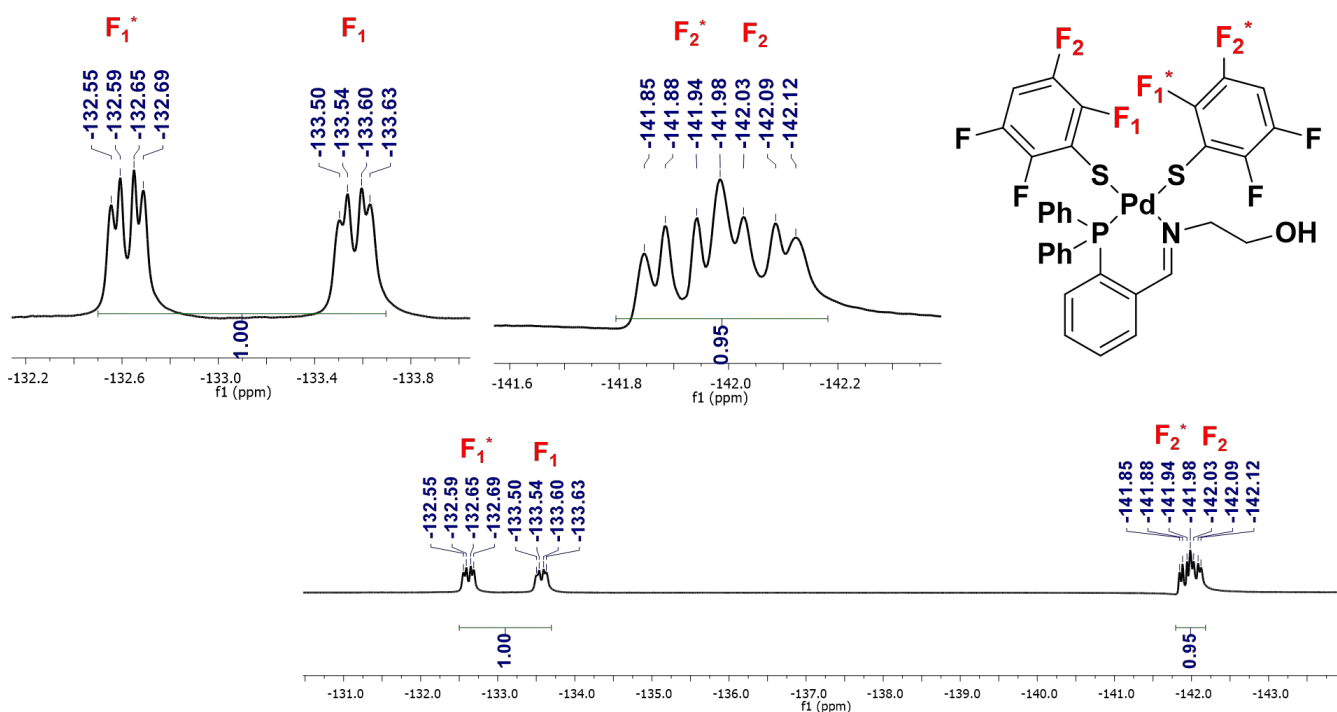 F1* F1
-132.55 -132.59 -132.65 -132.69 -133.50 -133.54 -133.60 -133.63
1.00
-132.2 -132.6 -133.0 -133.4 -133.8
f1 (ppm)
F2* F2
-141.85 -141.88 -141.94 -141.98 -142.03 -142.09 -142.12
0.95
-141.6 -141.8 -142.0 -142.2
f1 (ppm)
F2 F2*
F1* F1
F F
F F
S S
Pd
Ph P N OH
Ph
F1* F1
-132.55 -132.59 -132.65 -132.69 -133.50 -133.54 -133.60 -133.63
F2* F2
-141.85 -141.88 -141.94 -141.98 -142.03 -142.09 -142.12
1.00 0.95
-131.0 -132.0 -133.0 -134.0 -135.0 -136.0 -137.0 -138.0 -139.0 -140.0 -141.0 -142.0 -143.0
f1 (ppm)